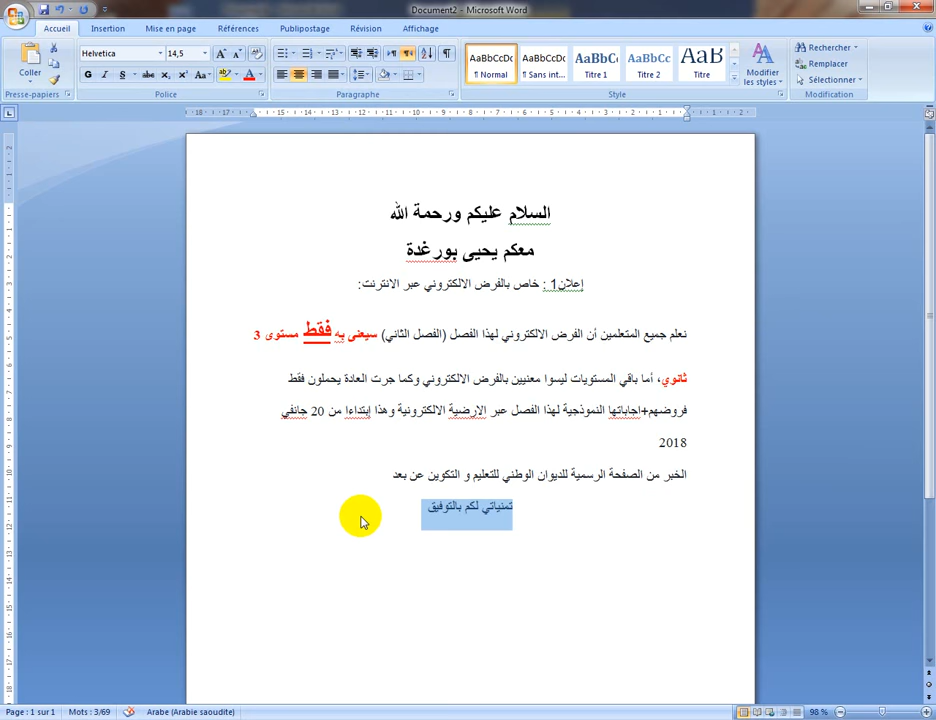 Document2 - Microsoft Word
Accueil Insertion Mise en page Références Publipostage Révision Affichage
Coller
Helvetica 14,5
AaBbCcDc AaBbCcDc AaBbCc AaBbCc AaB
¶ Normal ¶ Sans int... Titre 1 Titre 2 Titre
Modifier les styles
Rechercher
Remplacer
Sélectionner
Presse-papiers Police Paragraphe Style Modification
السلام عليكم ورحمة الله
معكم يحيى بورغدة
إعلان1 : خاص بالفرض الالكتروني عبر الانترنت:
نعلم جميع المتعلمين أن الفرض الالكتروني لهذا الفصل (الفصل الثاني) سيعنى به فقط مستوى 3
ثانوي، أما باقي المستويات ليسوا معنيين بالفرض الالكتروني وكما جرت العادة يحملون فقط
فروضهم+اجاباتها النموذجية لهذا الفصل عبر الارضية الالكترونية وهذا إبتداءا من 20 جانفي
2018
الخبر من الصفحة الرسمية للديوان الوطني للتعليم و التكوين عن بعد
تمنياتي لكم بالتوفيق
Page : 1 sur 1 Mots : 3/69 Arabe (Arabie saoudite) 98 %